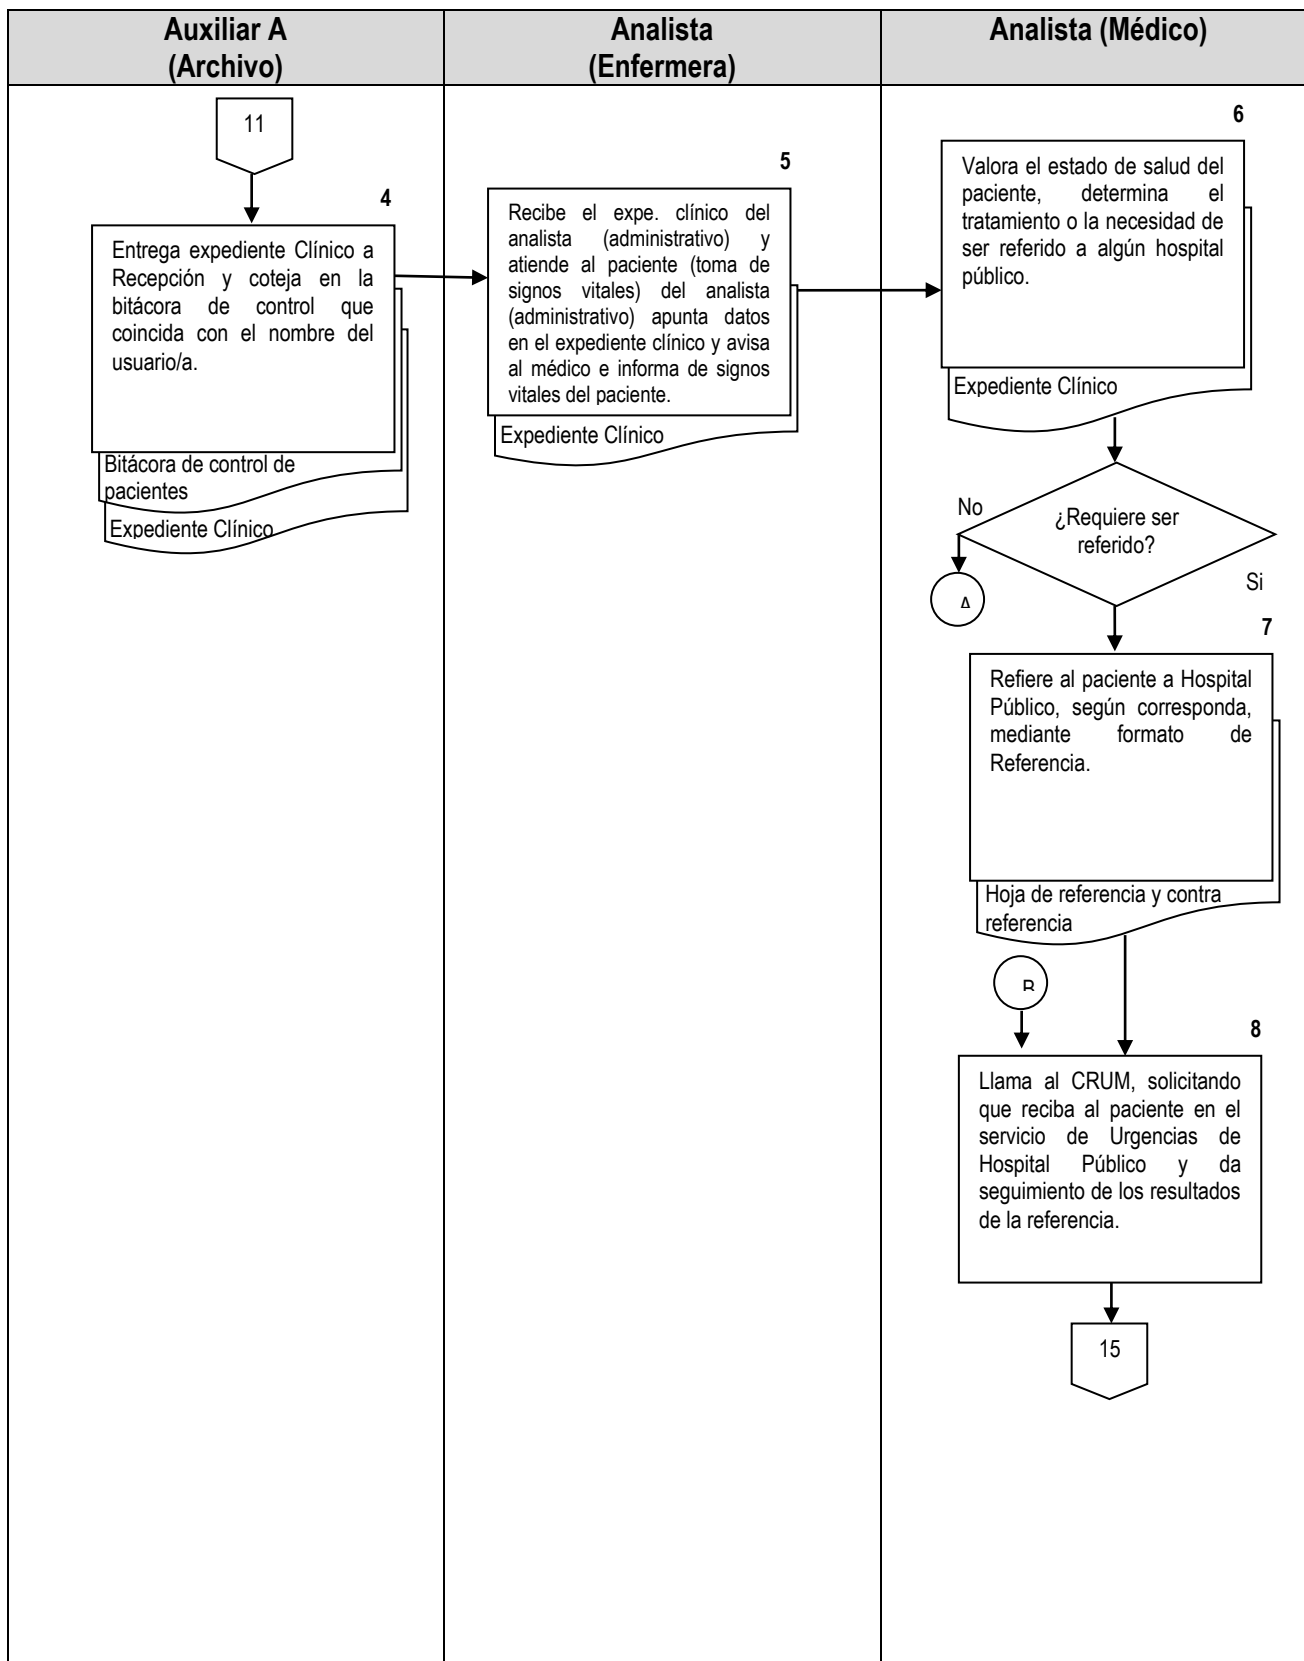 Auxiliar A
(Archivo)
Analista
(Enfermera)
Analista (Médico)
11
4
Entrega expediente Clínico a
Recepción y coteja en la
bitácora de control que
coincida con el nombre del
usuario/a.
Bitácora de control de
pacientes
Expediente Clínico
5
Recibe el expe. clínico del
analista (administrativo) y
atiende al paciente (toma de
signos vitales) del analista
(administrativo) apunta datos
en el expediente clínico y avisa
al médico e informa de signos
vitales del paciente.
Expediente Clínico
6
Valora el estado de salud del
paciente, determina el
tratamiento o la necesidad de
ser referido a algún hospital
público.
Expediente Clínico
No
¿Requiere ser
referido?
Si
A
7
Refiere al paciente a Hospital
Público, según corresponda,
mediante formato de
Referencia.
Hoja de referencia y contra
referencia
B
8
Llama al CRUM, solicitando
que reciba al paciente en el
servicio de Urgencias de
Hospital Público y da
seguimiento de los resultados
de la referencia.
15